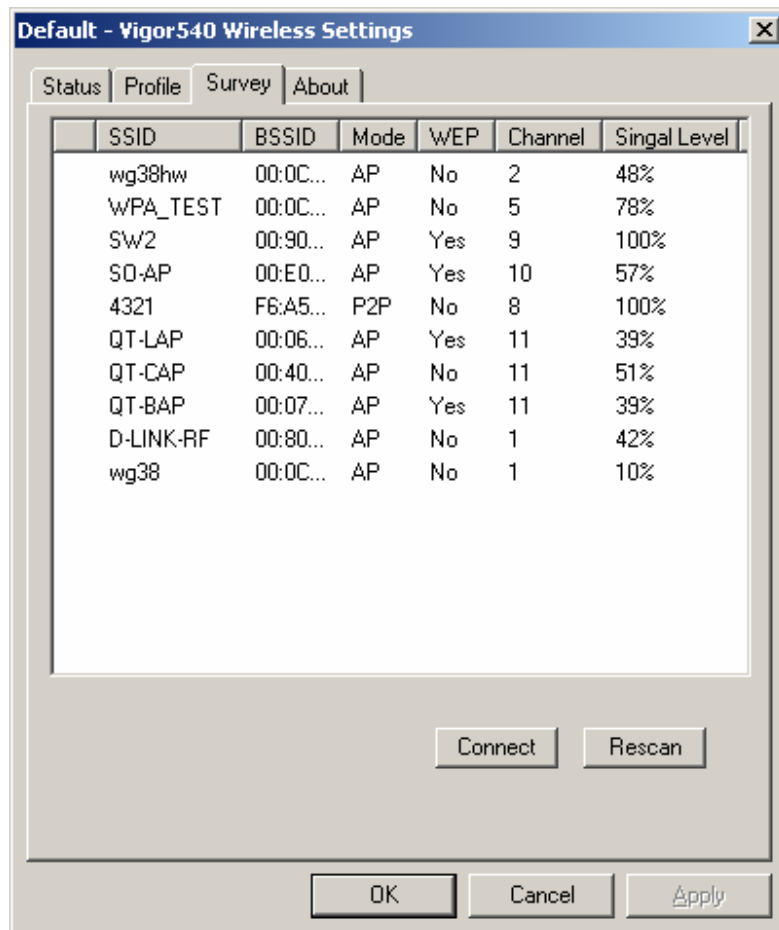 Default - Vigor540 Wireless Settings
Status Profile Survey About
SSID BSSID Mode WEP Channel Singal Level
wg38hw 00:0C... AP No 2 48%
WPA_TEST 00:0C... AP No 5 78%
SW2 00:90... AP Yes 9 100%
SO-AP 00:E0... AP Yes 10 57%
4321 F6:A5... P2P No 8 100%
QT-LAP 00:06... AP Yes 11 39%
QT-CAP 00:40... AP No 11 51%
QT-BAP 00:07... AP Yes 11 39%
D-LINK-RF 00:80... AP No 1 42%
wg38 00:0C... AP No 1 10%
Connect Rescan
OK Cancel Apply